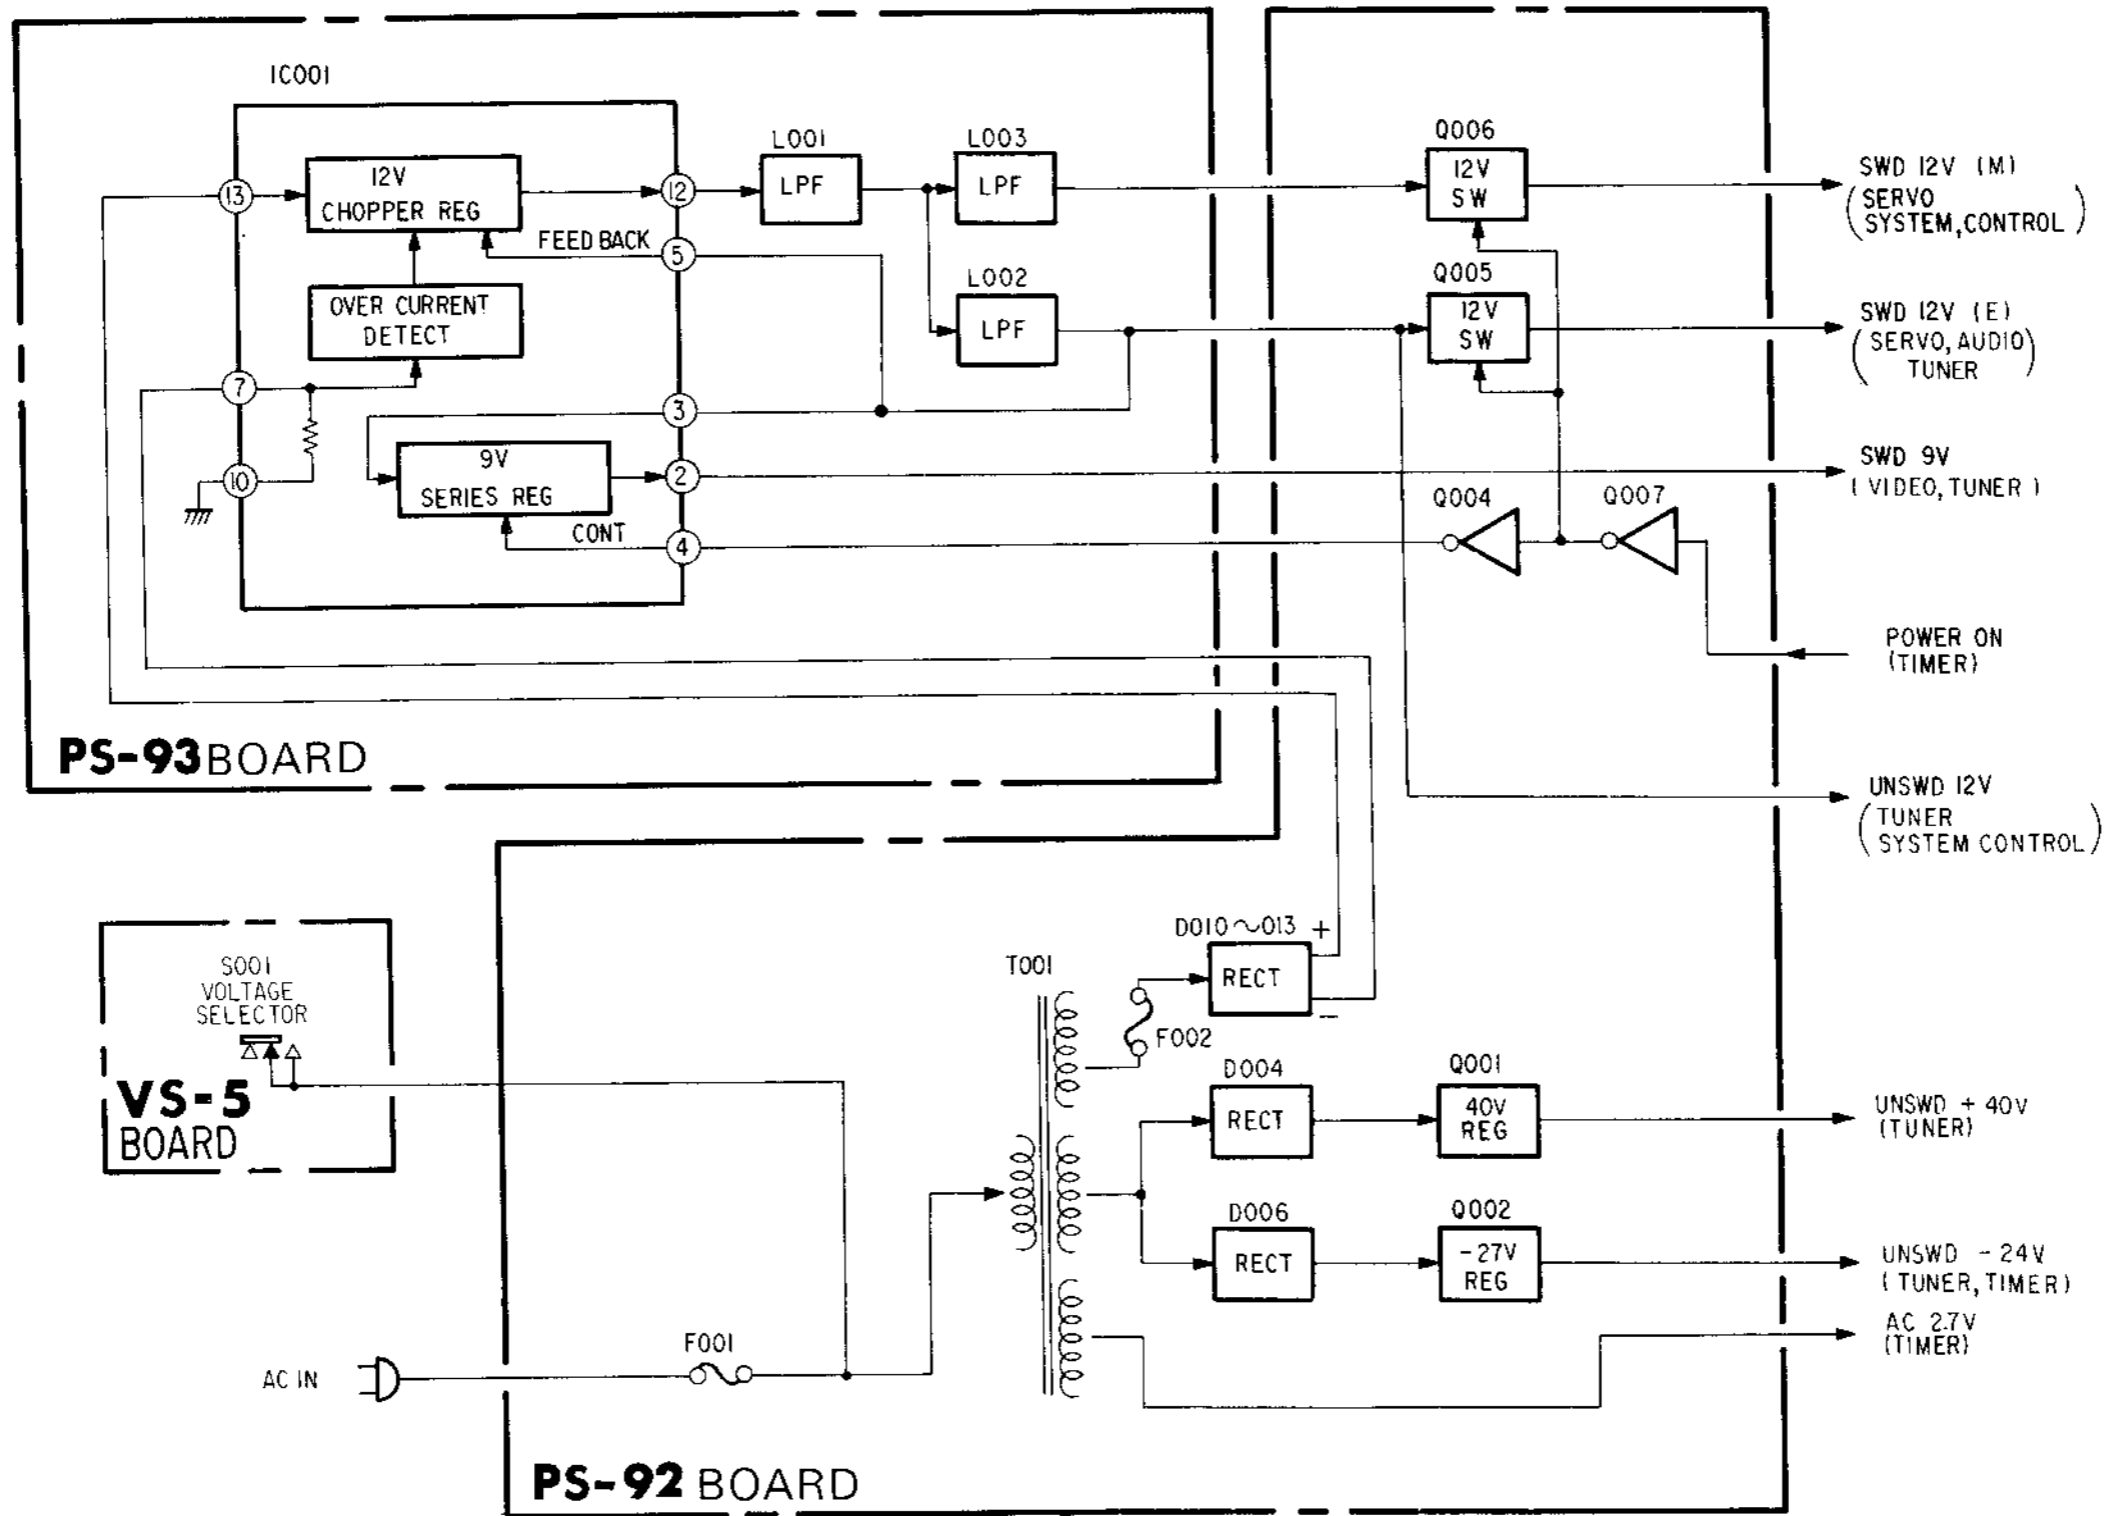 IC001
12V
CHOPPER REG
OVER CURRENT
DETECT
9V
SERIES REG
FEED BACK
CONT
13
7
10
12
5
3
2
4
L001
LPF
L003
LPF
L002
LPF
PS-93 BOARD
Q006
12V
SW
Q005
12V
SW
Q004
Q007
SWD 12V (M)
(SERVO
SYSTEM, CONTROL)
SWD 12V (E)
(SERVO, AUDIO)
TUNER
SWD 9V
(VIDEO, TUNER)
POWER ON
(TIMER)
UNSWD 12V
(TUNER
SYSTEM CONTROL)
S001
VOLTAGE
SELECTOR
VS-5
BOARD
AC IN
F001
T001
F002
D010~013
+
RECT
-
D004
RECT
Q001
40V
REG
D006
RECT
Q002
-27V
REG
UNSWD + 40V
(TUNER)
UNSWD - 24V
(TUNER, TIMER)
AC 2.7V
(TIMER)
PS-92 BOARD